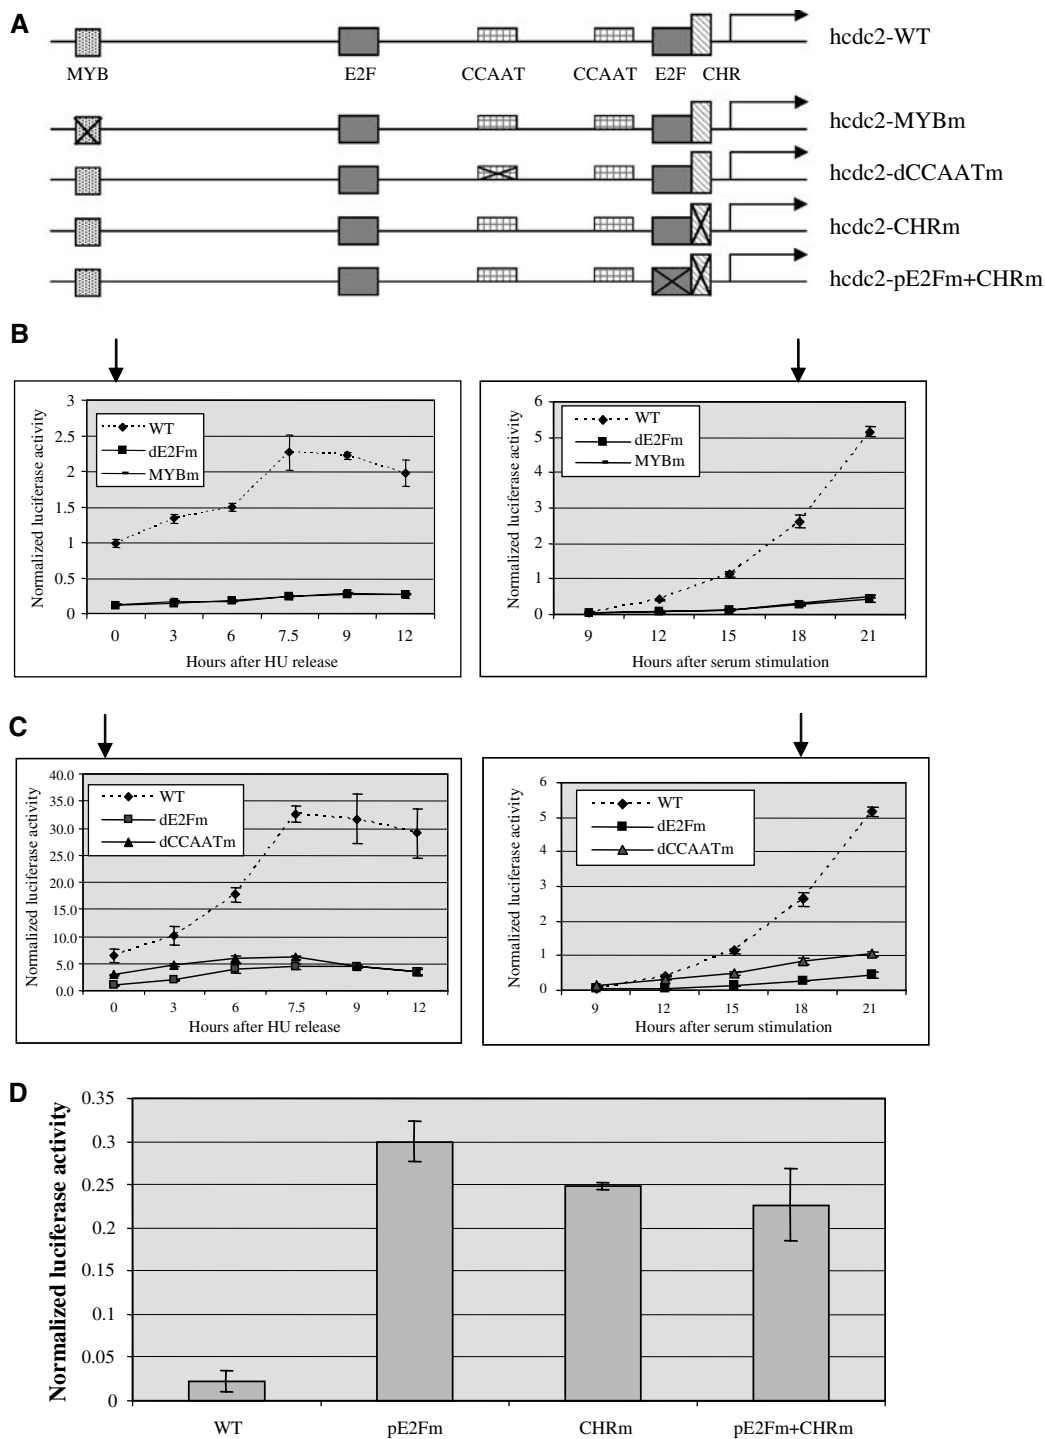 A
hcdc2-WT
MYB E2F CCAAT CCAAT E2F CHR
hcdc2-MYBm
hcdc2-dCCAATm
hcdc2-CHRm
hcdc2-pE2Fm+CHRm
B
Normalized luciferase activity
3
2.5
2
1.5
1
0.5
0
WT
dE2Fm
MYBm
0 3 6 7.5 9 12
Hours after HU release
Normalized luciferase activity
6
5
4
3
2
1
0
WT
dE2Fm
MYBm
9 12 15 18 21
Hours after serum stimulation
C
Normalized luciferase activity
40.0
35.0
30.0
25.0
20.0
15.0
10.0
5.0
0.0
WT
dE2Fm
dCCAATm
0 3 6 7.5 9 12
Hours after HU release
Normalized luciferase activity
6
5
4
3
2
1
0
WT
dE2Fm
dCCAATm
9 12 15 18 21
Hours after serum stimulation
D
Normalized luciferase activity
0.35
0.3
0.25
0.2
0.15
0.1
0.05
0
WT pE2Fm CHRm pE2Fm+CHRm